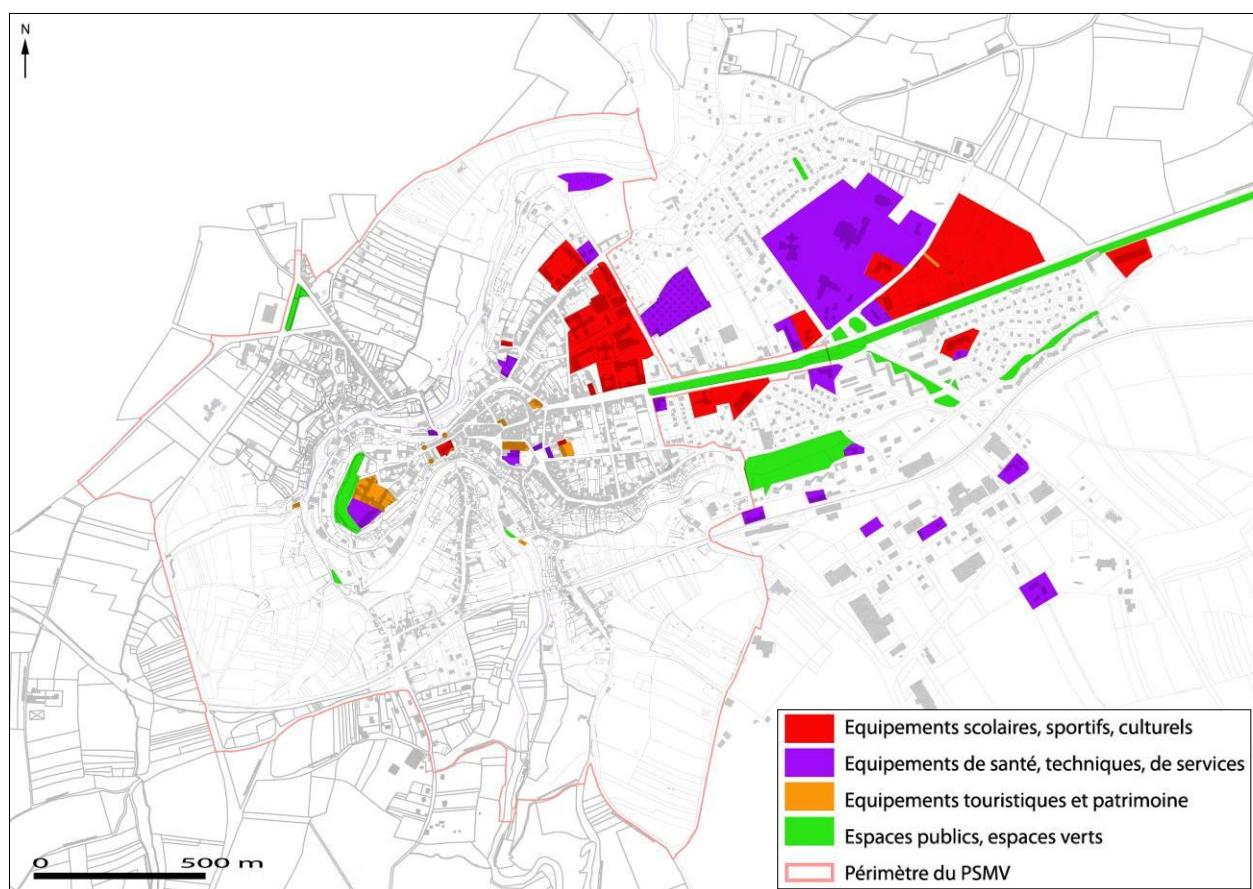 N
Equipements scolaires, sportifs, culturels
Equipements de santé, techniques, de services
Equipements touristiques et patrimoine
Espaces publics, espaces verts
Périmètre du PSMV
0 500 m